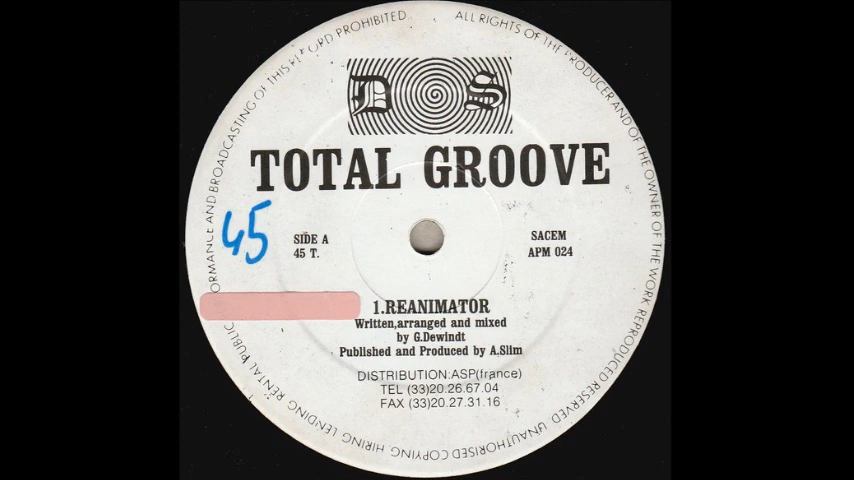 ALL RIGHTS OF THE PRODUCER AND OF THE OWNER OF THE WORK REPRODUCED RESERVED UNAUTHORISED COPYING, HIRING, LENDING, RENTAL PUBLIC PERFORMANCE AND BROADCASTING OF THIS RECORD PROHIBITED
D S
TOTAL GROOVE
45
SIDE A
45 T.
SACEM
APM 024
1.REANIMATOR
Written,arranged and mixed
by G.Dewindt
Published and Produced by A.Slim
DISTRIBUTION:ASP(france)
TEL (33)20.26.67.04
FAX (33)20.27.31.16